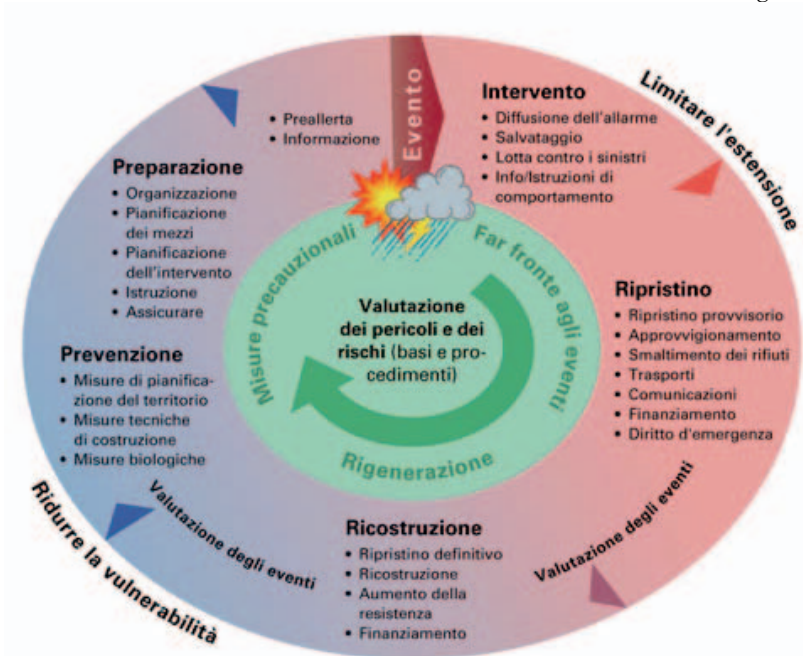 Evento
Intervento
• Diffusione dell'allarme
• Salvataggio
• Lotta contro i sinistri
• Info/Istruzioni di
comportamento
Limitare l'estensione
Ripristino
• Ripristino provvisorio
• Approvvigionamento
• Smaltimento dei rifiuti
• Trasporti
• Comunicazioni
• Finanziamento
• Diritto d'emergenza
Valutazione degli eventi
Ricostruzione
• Ripristino definitivo
• Ricostruzione
• Aumento della
resistenza
• Finanziamento
Valutazione degli eventi
Ridurre la vulnerabilità
Prevenzione
• Misure di pianifica-
zione del territorio
• Misure tecniche
di costruzione
• Misure biologiche
Preparazione
• Organizzazione
• Pianificazione
dei mezzi
• Pianificazione
dell'intervento
• Istruzione
• Assicurare
• Preallerta
• Informazione
Misure precauzionali
Far fronte agli eventi
Rigenerazione
Valutazione
dei pericoli e dei
rischi (basi e pro-
cedimenti)